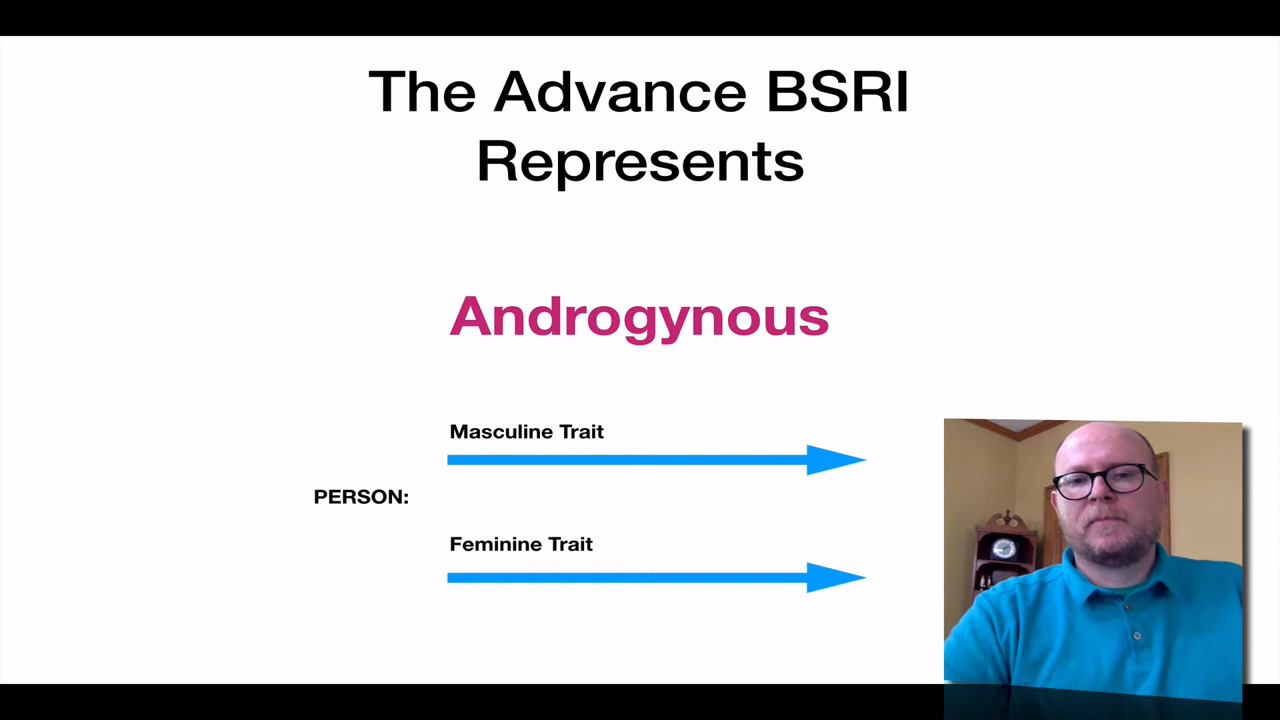 The Advance BSRI
Represents
Androgynous
Masculine Trait
PERSON:
Feminine Trait